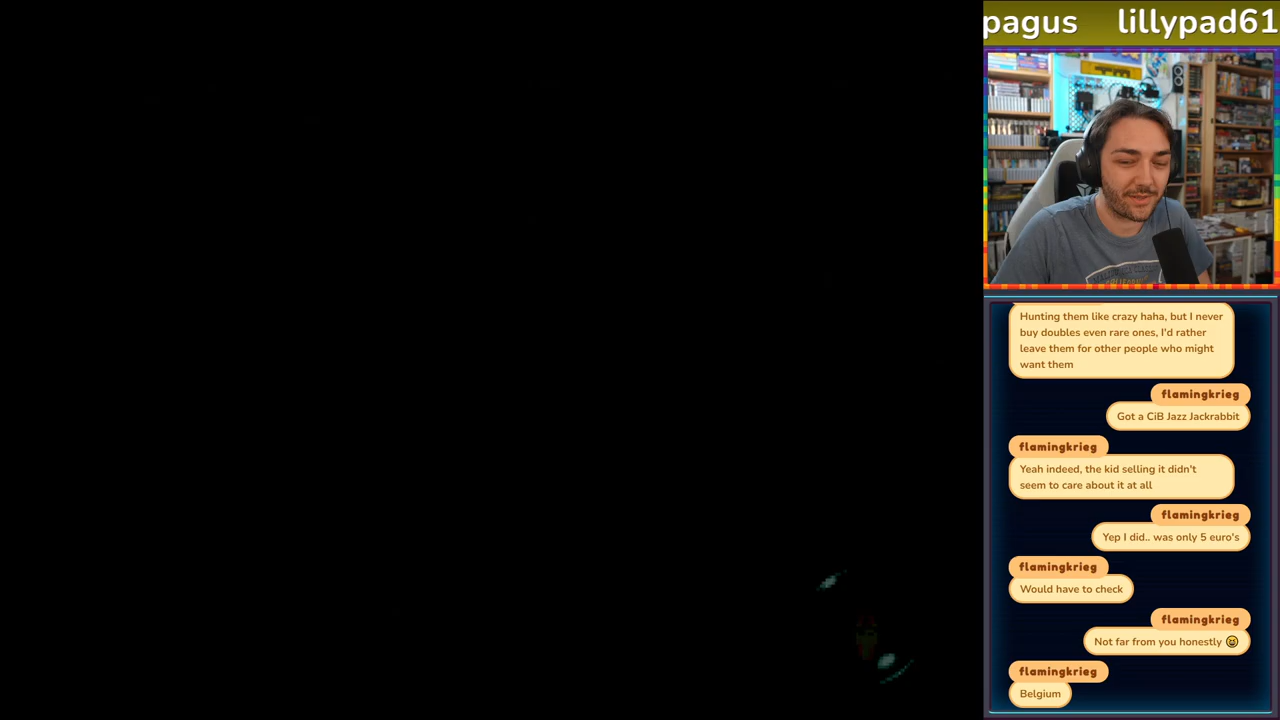 pagus lillypad61
Hunting them like crazy haha, but I never
buy doubles even rare ones, I'd rather
leave them for other people who might
want them
flamingkrieg
Got a CiB Jazz Jackrabbit
flamingkrieg
Yeah indeed, the kid selling it didn't
seem to care about it at all
flamingkrieg
Yep I did.. was only 5 euro's
flamingkrieg
Would have to check
flamingkrieg
Not far from you honestly 😆
flamingkrieg
Belgium